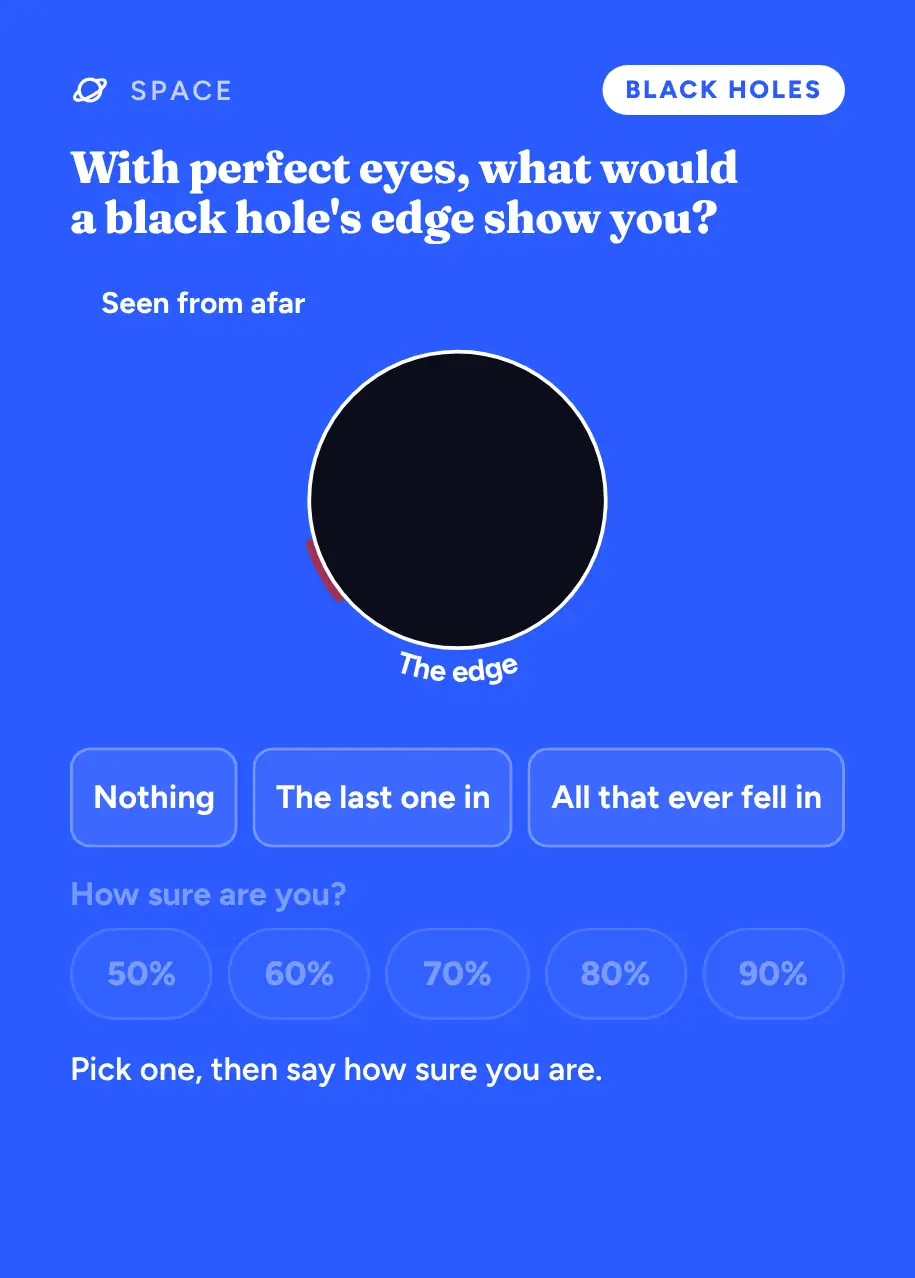 SPACE
BLACK HOLES
With perfect eyes, what would
a black hole's edge show you?
Seen from afar
The edge
Nothing
The last one in
All that ever fell in
How sure are you?
50%
60%
70%
80%
90%
Pick one, then say how sure you are.